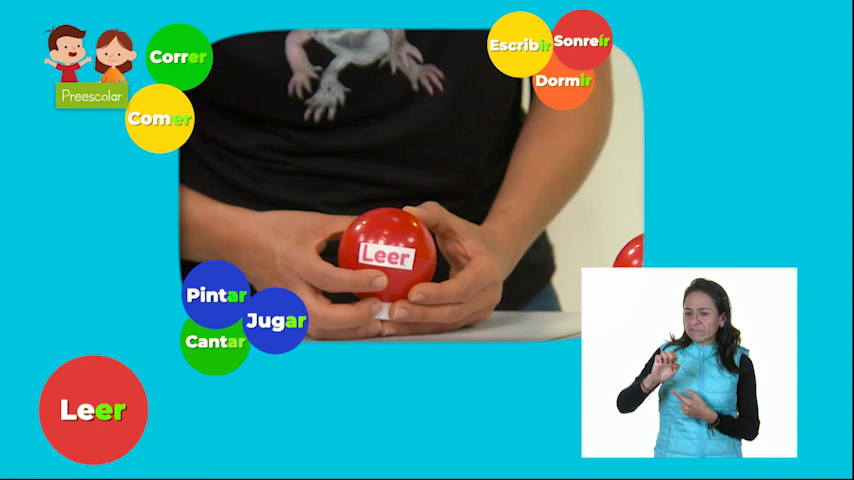 Preescolar
Correr
Comer
Escribir
Sonreír
Dormir
Leer
Pintar
Jugar
Cantar
Leer